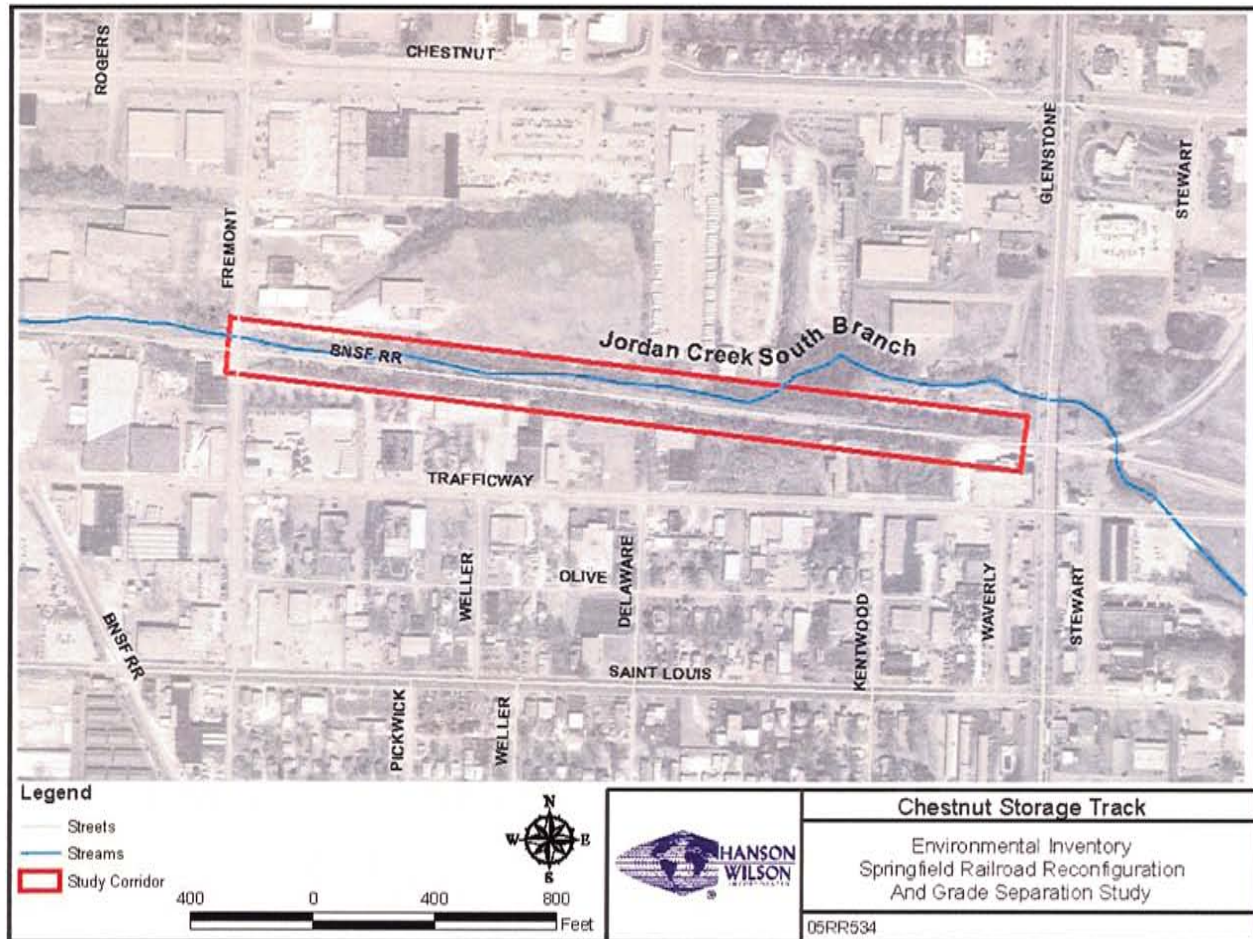 CHESTNUT
ROGERS
GLENSTONE
STEWART
FREMONT
Jordan Creek South Branch
BNSF RR
TRAFFICWAY
WELLER
OLIVE
DELAWARE
KENTWOOD
WAVERLY
STEWART
BNSF RR
SAINT LOUIS
PICKWICK
WELLER
Legend
Streets
Streams
Study Corridor
N
W
E
S
400
0
400
800
Feet
HANSON
WILSON
INCORPORATED
®
Chestnut Storage Track
Environmental Inventory
Springfield Railroad Reconfiguration
And Grade Separation Study
05RR534